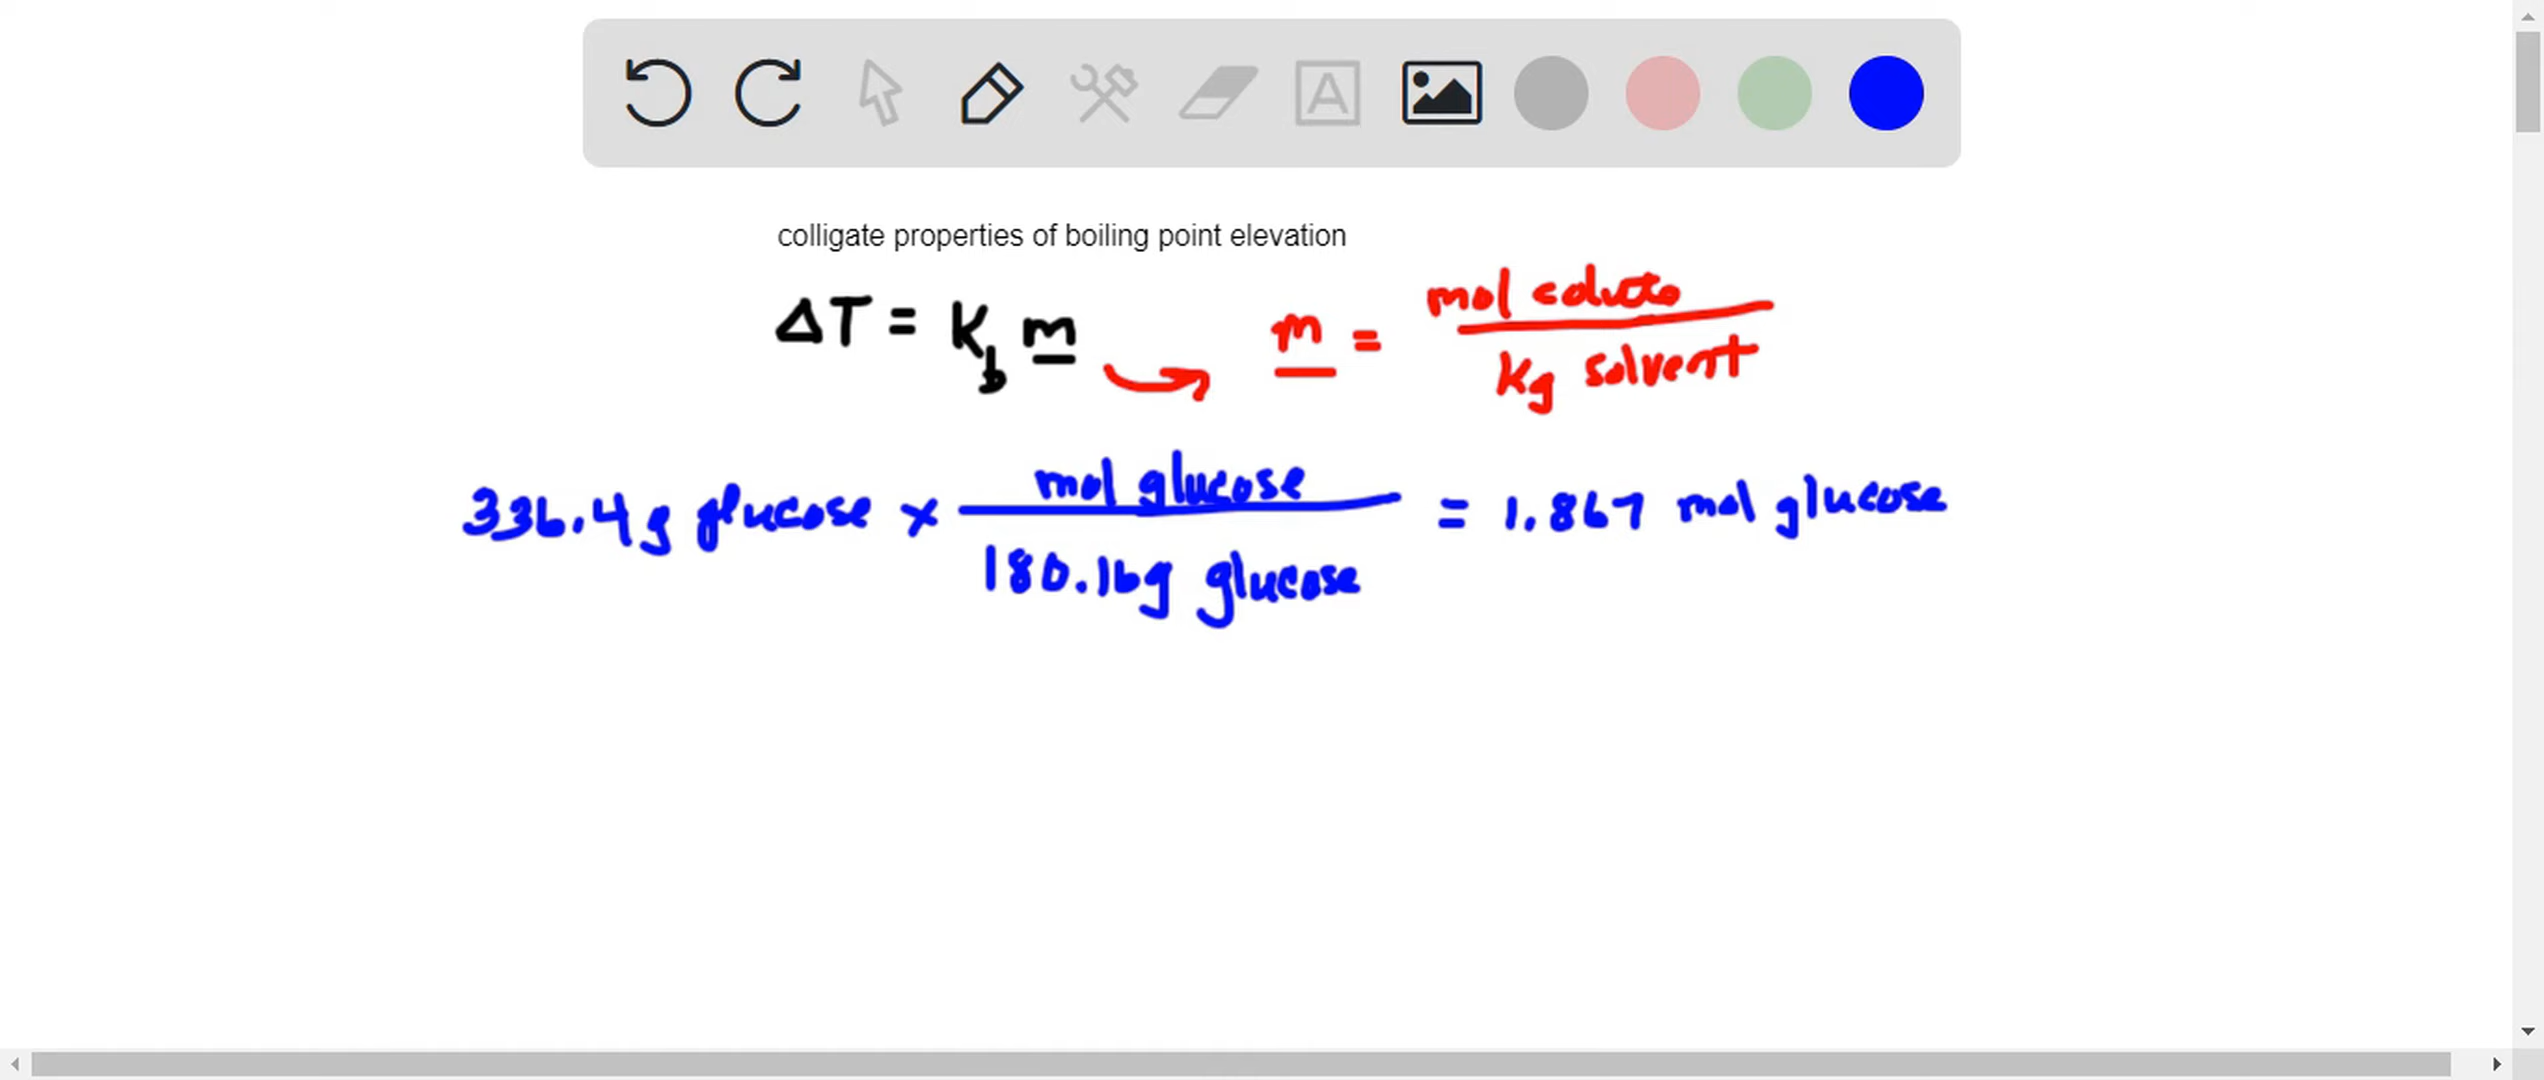 A
colligate properties of boiling point elevation
ΔT = K_b m m = mol solute / kg solvent
336.4g glucose × mol glucose / 180.16g glucose = 1.867 mol glucose